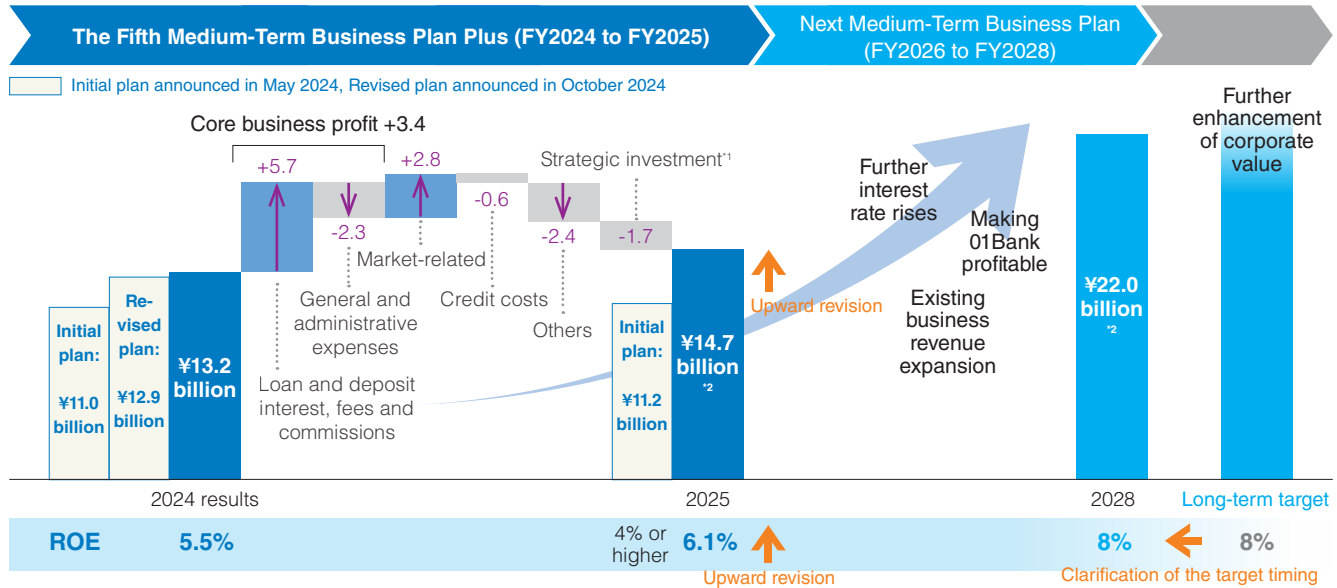 The Fifth Medium-Term Business Plan Plus (FY2024 to FY2025)
Next Medium-Term Business Plan
(FY2026 to FY2028)
Initial plan announced in May 2024, Revised plan announced in October 2024
Core business profit +3.4
+5.7
-2.3
+2.8
-0.6
-2.4
Strategic investment*1
-1.7
Market-related
General and
administrative
expenses
Credit costs
Others
Loan and deposit
interest, fees and
commissions
Initial
plan:
¥11.0
billion
Re-
vised
plan:
¥12.9
billion
¥13.2
billion
Initial
plan:
¥11.2
billion
¥14.7
billion
*2
Upward revision
Further
interest
rate rises
Making
01Bank
profitable
Existing
business
revenue
expansion
¥22.0
billion
*2
Further
enhancement
of corporate
value
2024 results
2025
2028
Long-term target
ROE
5.5%
4% or
higher
6.1%
Upward revision
8%
8%
Clarification of the target timing